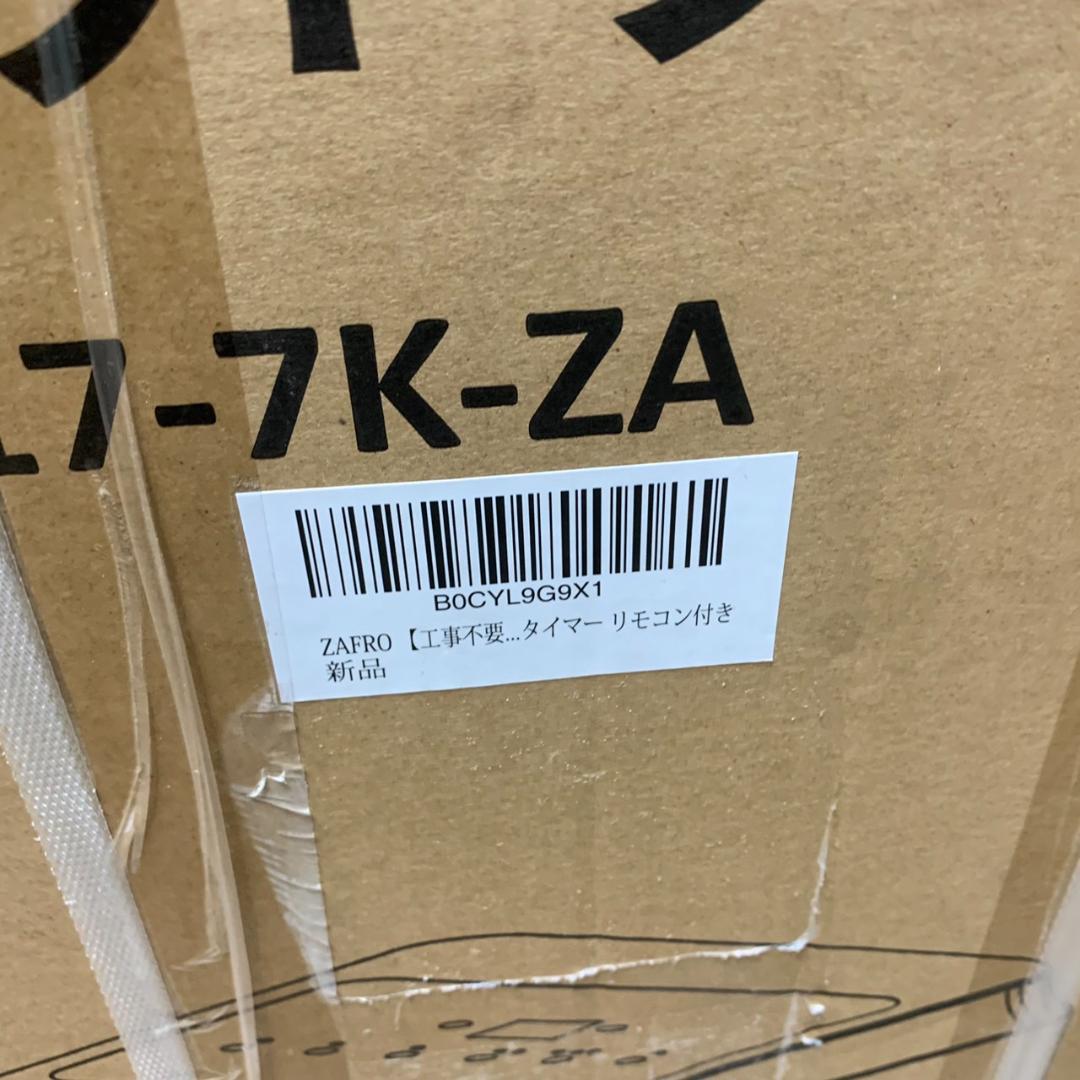 17-7K-ZA
B0CYL9G9X1
ZAFRO 【工事不要...タイマー リモコン付き
新品